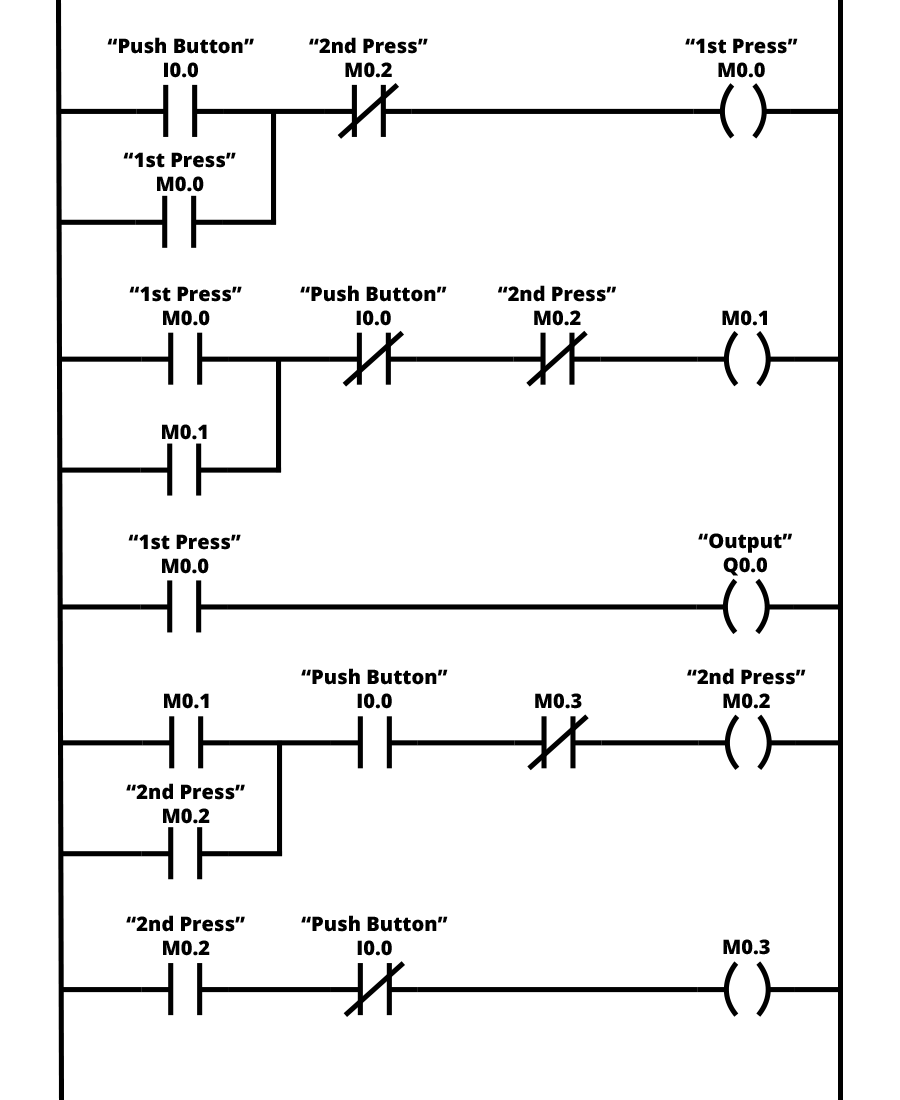 “Push Button” “2nd Press” “1st Press”
I0.0 M0.2 M0.0
“1st Press”
M0.0
“1st Press” “Push Button” “2nd Press”
M0.0 I0.0 M0.2 M0.1
M0.1
“1st Press” “Output”
M0.0 Q0.0
“Push Button” “2nd Press”
M0.1 I0.0 M0.3 M0.2
“2nd Press”
M0.2
“2nd Press” “Push Button”
M0.2 I0.0 M0.3